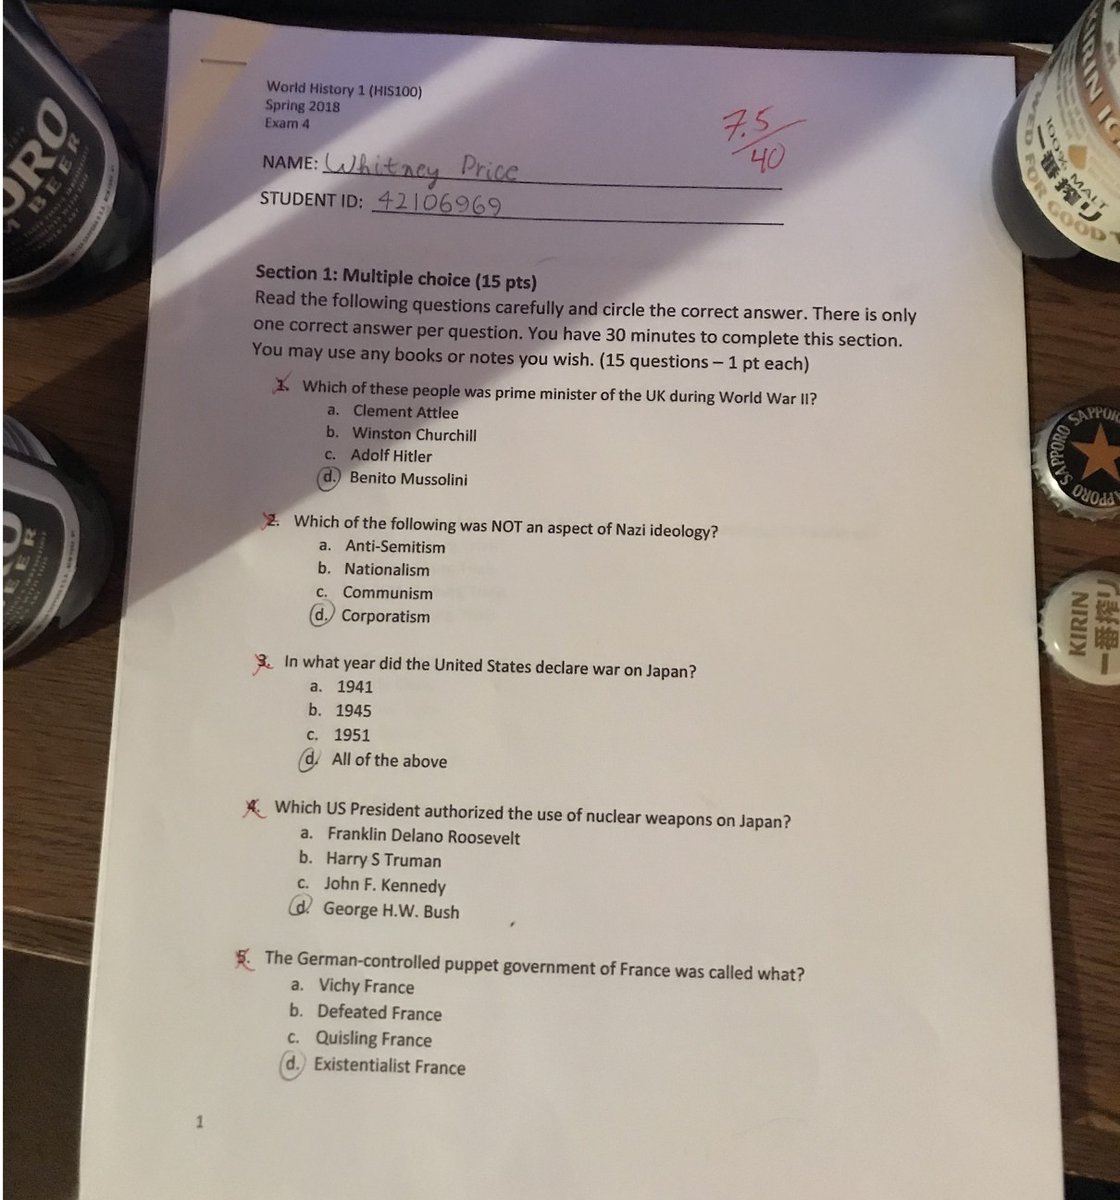 World History 1 (HIS100)
Spring 2018
Exam 4
7.5/40
NAME: Whitney Price
STUDENT ID: 42106969
Section 1: Multiple choice (15 pts)
Read the following questions carefully and circle the correct answer. There is only
one correct answer per question. You have 30 minutes to complete this section.
You may use any books or notes you wish. (15 questions – 1 pt each)
1. Which of these people was prime minister of the UK during World War II?
a. Clement Attlee
b. Winston Churchill
c. Adolf Hitler
d. Benito Mussolini
2. Which of the following was NOT an aspect of Nazi ideology?
a. Anti-Semitism
b. Nationalism
c. Communism
d. Corporatism
3. In what year did the United States declare war on Japan?
a. 1941
b. 1945
c. 1951
d. All of the above
4. Which US President authorized the use of nuclear weapons on Japan?
a. Franklin Delano Roosevelt
b. Harry S Truman
c. John F. Kennedy
d. George H.W. Bush
5. The German-controlled puppet government of France was called what?
a. Vichy France
b. Defeated France
c. Quisling France
d. Existentialist France
1
BEER
KIRIN
100% MALT
一番搾り
FOR GOOD
SAPPORO
SAPPORO
KIRIN
一番搾り